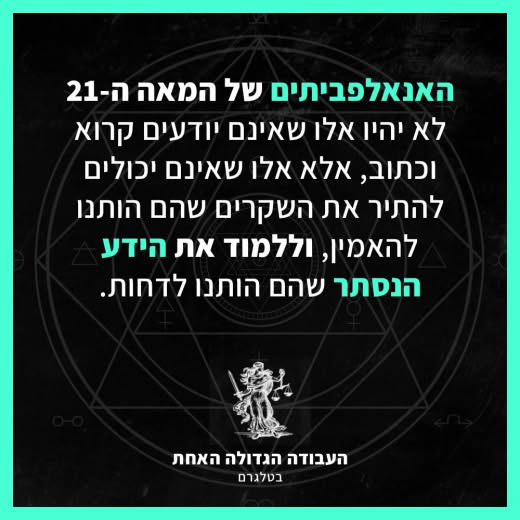 האנאלפביתים של המאה ה-21
לא יהיו אלו שאינם יודעים קרוא
וכתוב, אלא אלו שאינם יכולים
להתיר את השקרים שהם הותנו
להאמין, וללמוד את הידע
הנסתר שהם הותנו לדחות.
העבודה הגדולה האחת
בטלגרם